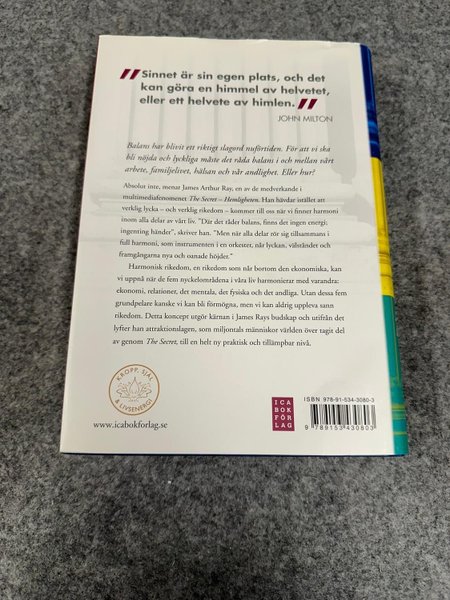 "Sinnet är sin egen plats, och det
kan göra en himmel av helvetet,
eller ett helvete av himlen."
JOHN MILTON
Balans har blivit ett riktigt slagord nuförtiden. För att vi ska
bli nöjda och lyckliga måste det råda balans i och mellan vårt
arbete, familjelivet, hälsan och vår andlighet. Eller hur?
Absolut inte, menar James Arthur Ray, en av de medverkande i
multimediafenomenet The Secret – Hemligheten. Han hävdar istället att
verklig lycka – och verklig rikedom – kommer till oss när vi finner harmoni
inom alla delar av vårt liv. "Där det råder balans, finns det ingen energi;
ingenting händer", skriver han. "Men när alla delar rör sig tillsammans i
full harmoni, som instrumenten i en orkester, når lyckan, välståndet och
framgångarna nya och oanade höjder."
Harmonisk rikedom, en rikedom som når bortom den ekonomiska, kan
vi uppnå när de fem nyckelområdena i våra liv harmonierar med varandra:
ekonomi, relationer, det mentala, det fysiska och det andliga. Utan dessa fem
grundpelare kanske vi kan bli förmögna, men vi kan aldrig uppleva sann
rikedom. Detta koncept utgör kärnan i James Rays budskap och utifrån det
lyfter han attraktionslagen, som miljontals människor världen över tagit del
av genom The Secret, till en helt ny praktisk och tillämpbar nivå.
KROPP, SJÄL
& LIVSENERGI
www.icabokforlag.se
ICA
BOK
FÖR
LAG
ISBN 978-91-534-3080-3
9 789153 430803